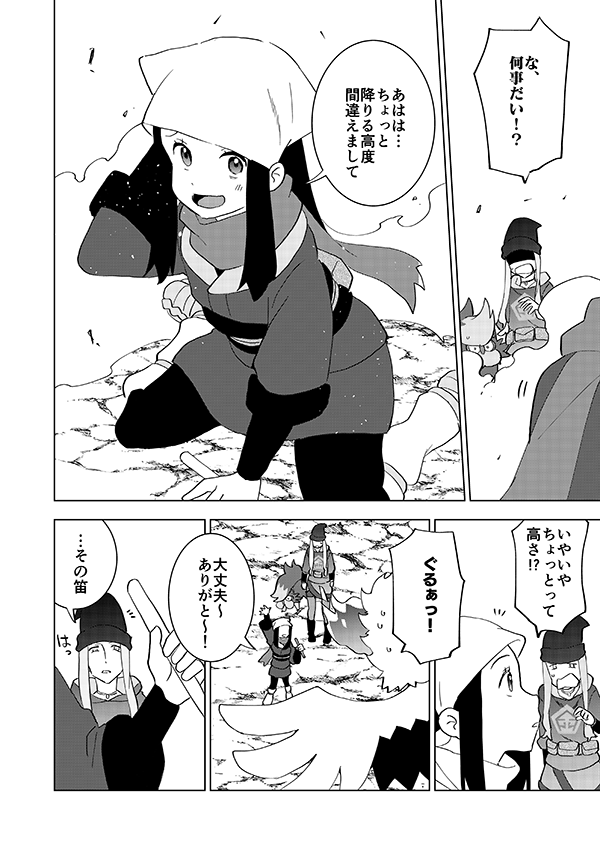 な、
何事だい！？
あはは…
ちょっと
降りる高度
間違えまして
いやいや
ちょっとって
高さ!?
ぐるぁっ！
大丈夫～
ありがと～！
…その笛
はっ